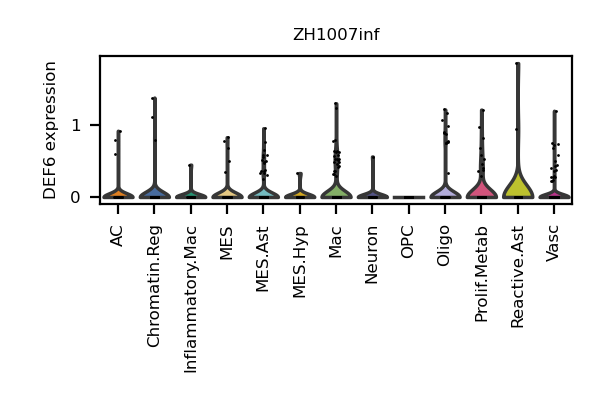 ZH1007inf
DEF6 expression
1
0
AC
Chromatin.Reg
Inflammatory.Mac
MES
MES.Ast
MES.Hyp
Mac
Neuron
OPC
Oligo
Prolif.Metab
Reactive.Ast
Vasc